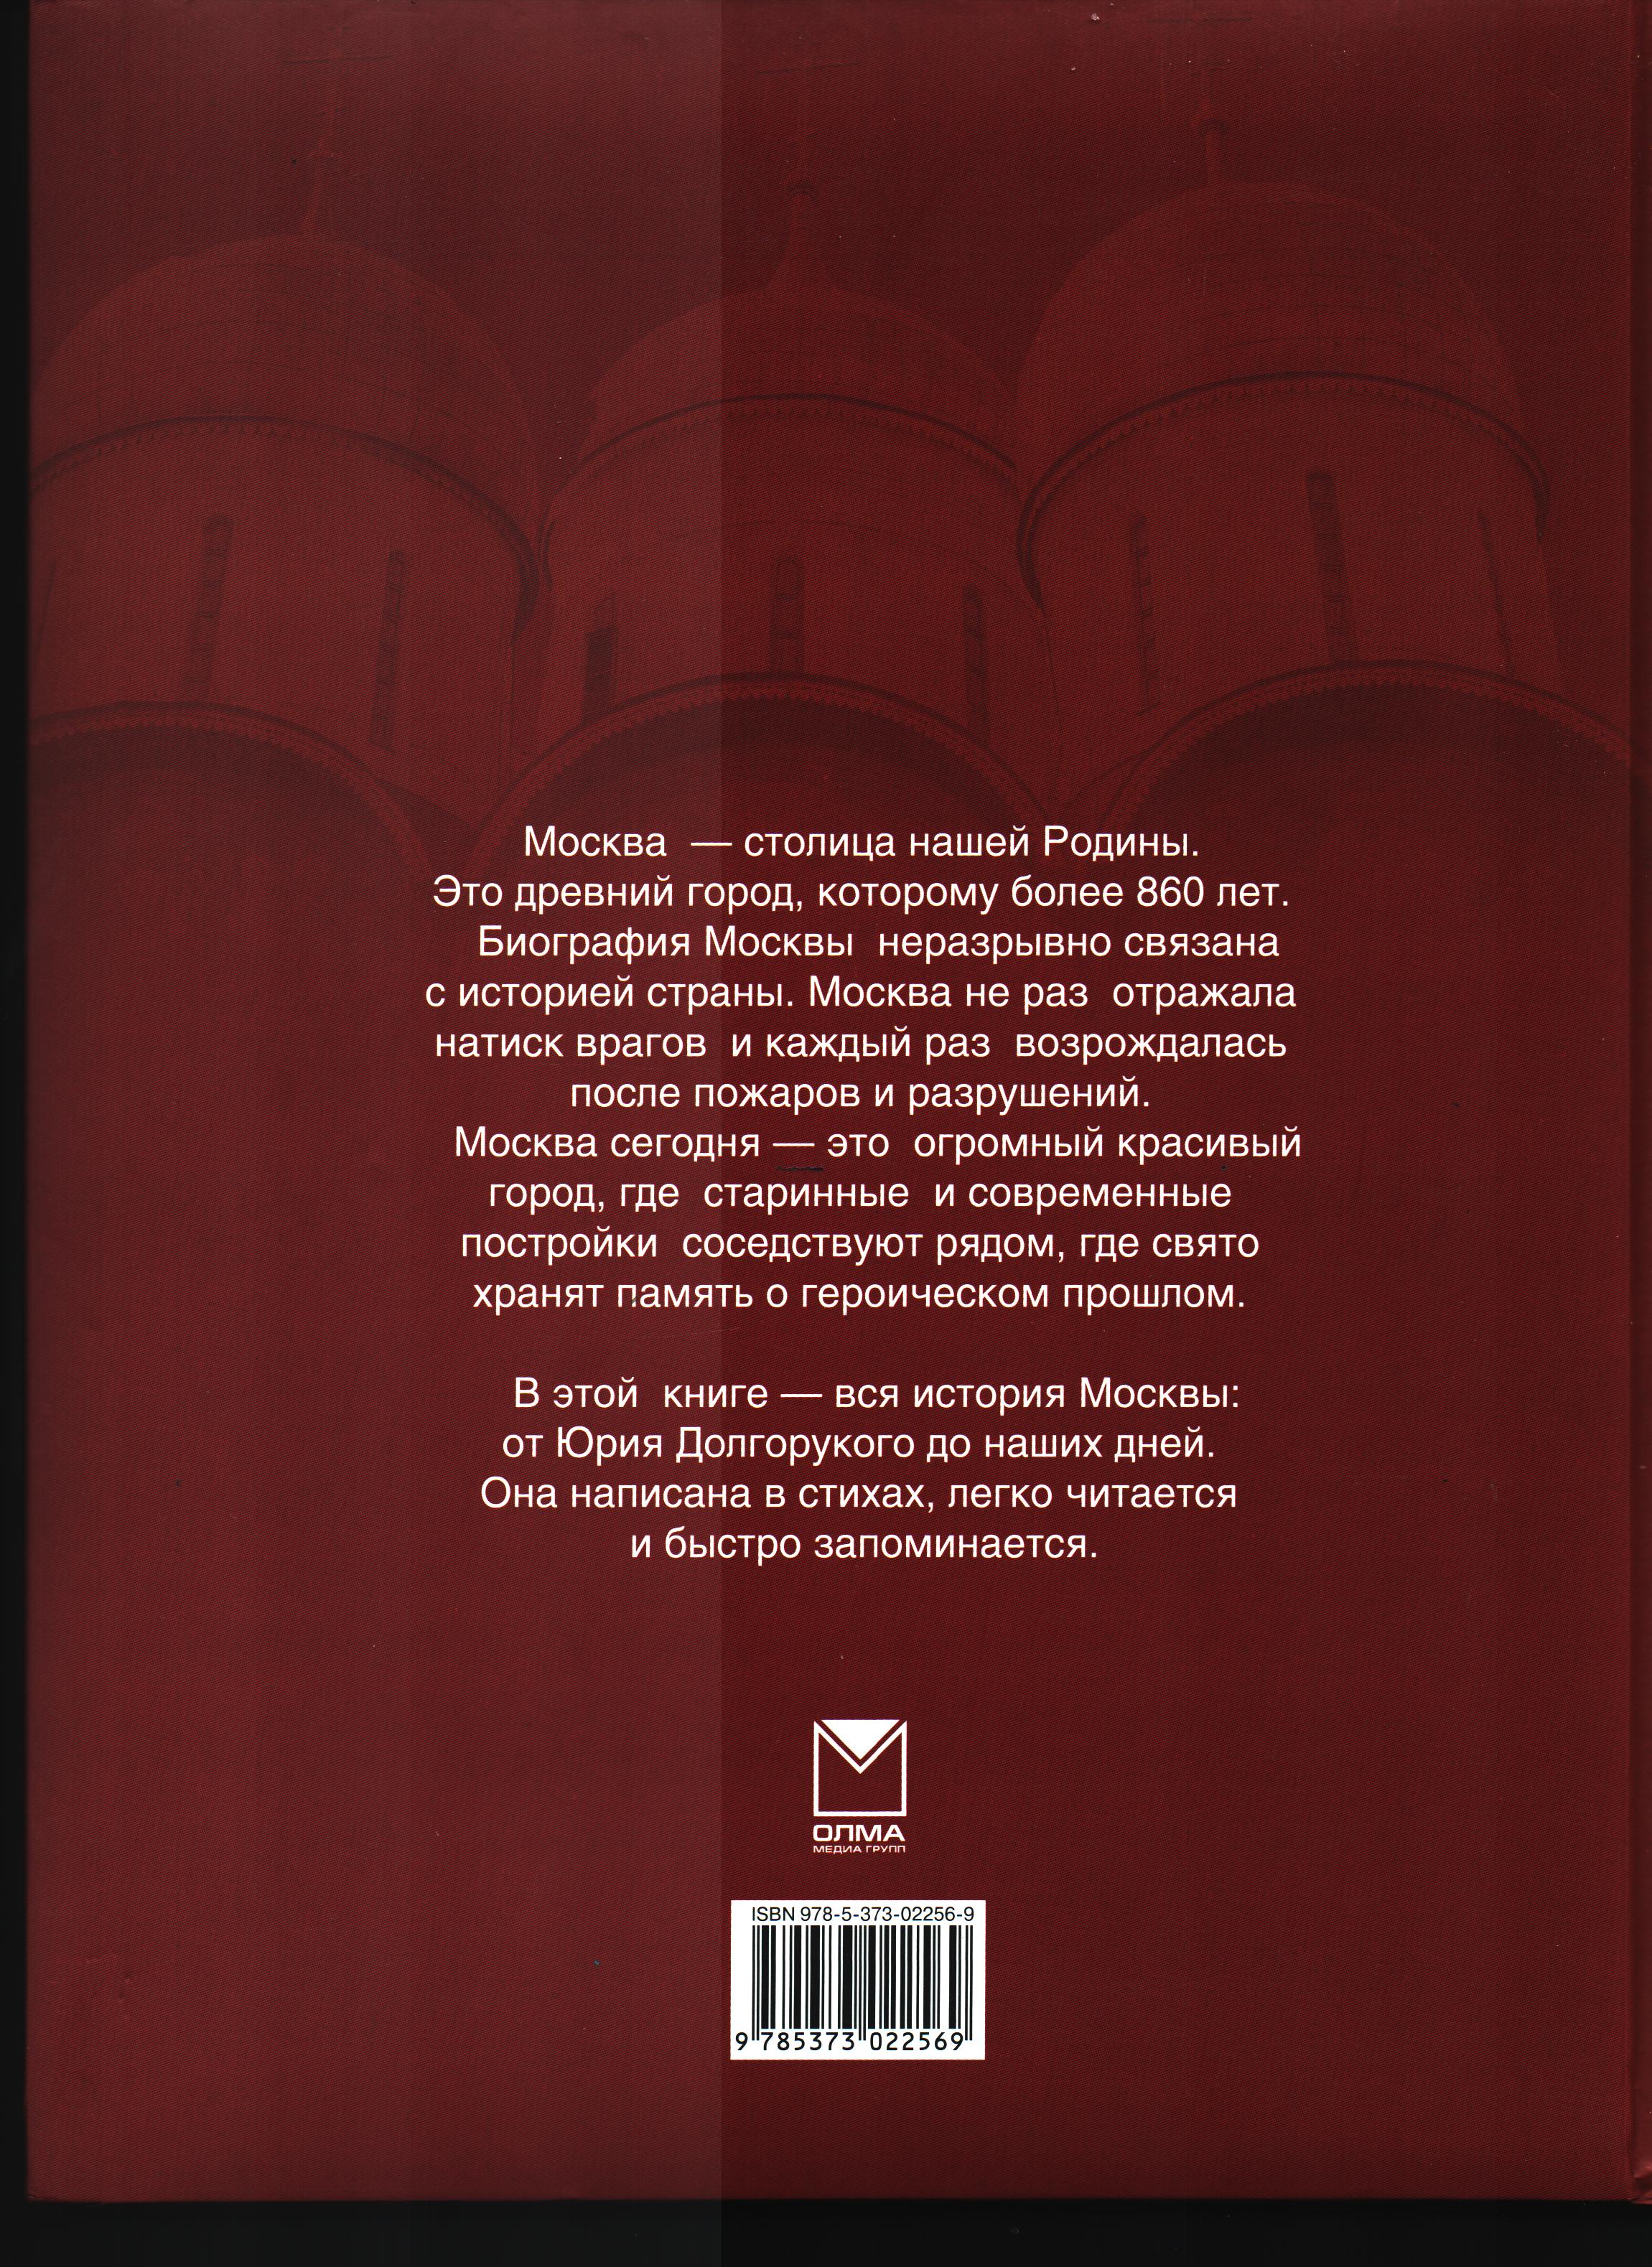 Москва — столица нашей Родины.
Это древний город, которому более 860 лет.
Биография Москвы неразрывно связана
с историей страны. Москва не раз отражала
натиск врагов и каждый раз возрождалась
после пожаров и разрушений.
Москва сегодня — это огромный красивый
город, где старинные и современные
постройки соседствуют рядом, где свято
хранят память о героическом прошлом.
В этой книге — вся история Москвы:
от Юрия Долгорукого до наших дней.
Она написана в стихах, легко читается
и быстро запоминается.
ОЛМА
МЕДИА ГРУПП
ISBN 978-5-373-02256-9
9 785373 022569